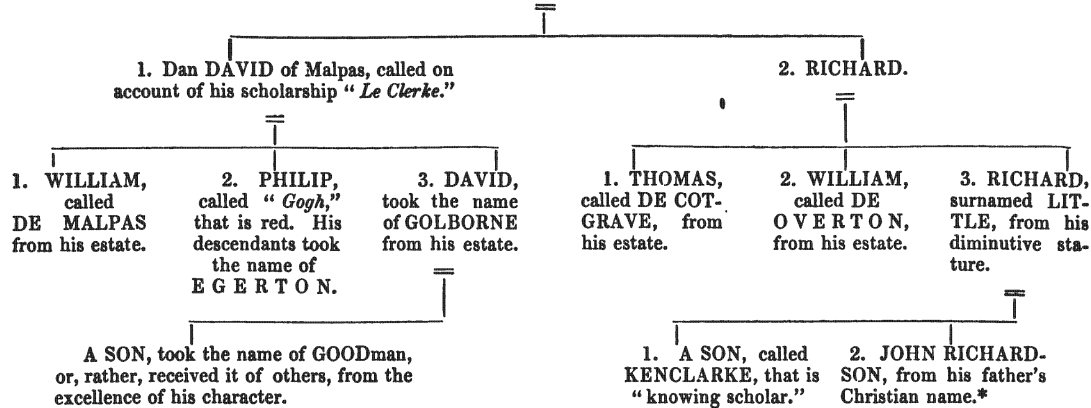 1. Dan DAVID of Malpas, called on
account of his scholarship "Le Clerke."
2. RICHARD.
1. WILLIAM,
called
DE MALPAS
from his estate.
2. PHILIP,
called "Gogh,"
that is red. His
descendants took
the name of
EGERTON.
3. DAVID,
took the name
of GOLBORNE
from his estate.
1. THOMAS,
called DE COT-
GRAVE, from
his estate.
2. WILLIAM,
called DE
OVERTON,
from his estate.
3. RICHARD,
surnamed LIT-
TLE, from his
diminutive sta-
ture.
A SON, took the name of GOODman,
or, rather, received it of others, from the
excellence of his character.
1. A SON, called
KENCLARKE, that is
"knowing scholar."
2. JOHN RICHARD-
SON, from his father's
Christian name.*